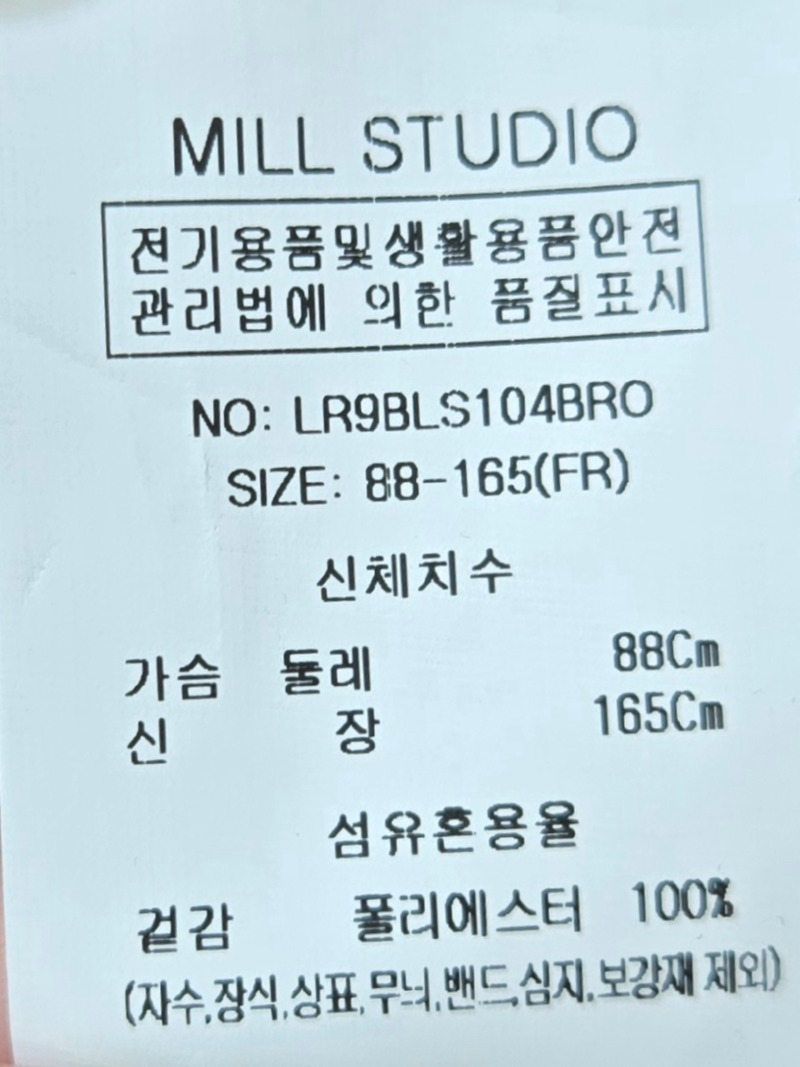 MILL STUDIO
전기용품및생활용품안전
관리법에 의한 품질표시
NO: LR9BLS104BRO
SIZE: 88-165(FR)
신체치수
가슴 둘레 88Cm
신 장 165Cm
섬유혼용율
겉감 폴리에스터 100%
(자수,장식,상표,무늬,밴드,심지,보강재 제외)